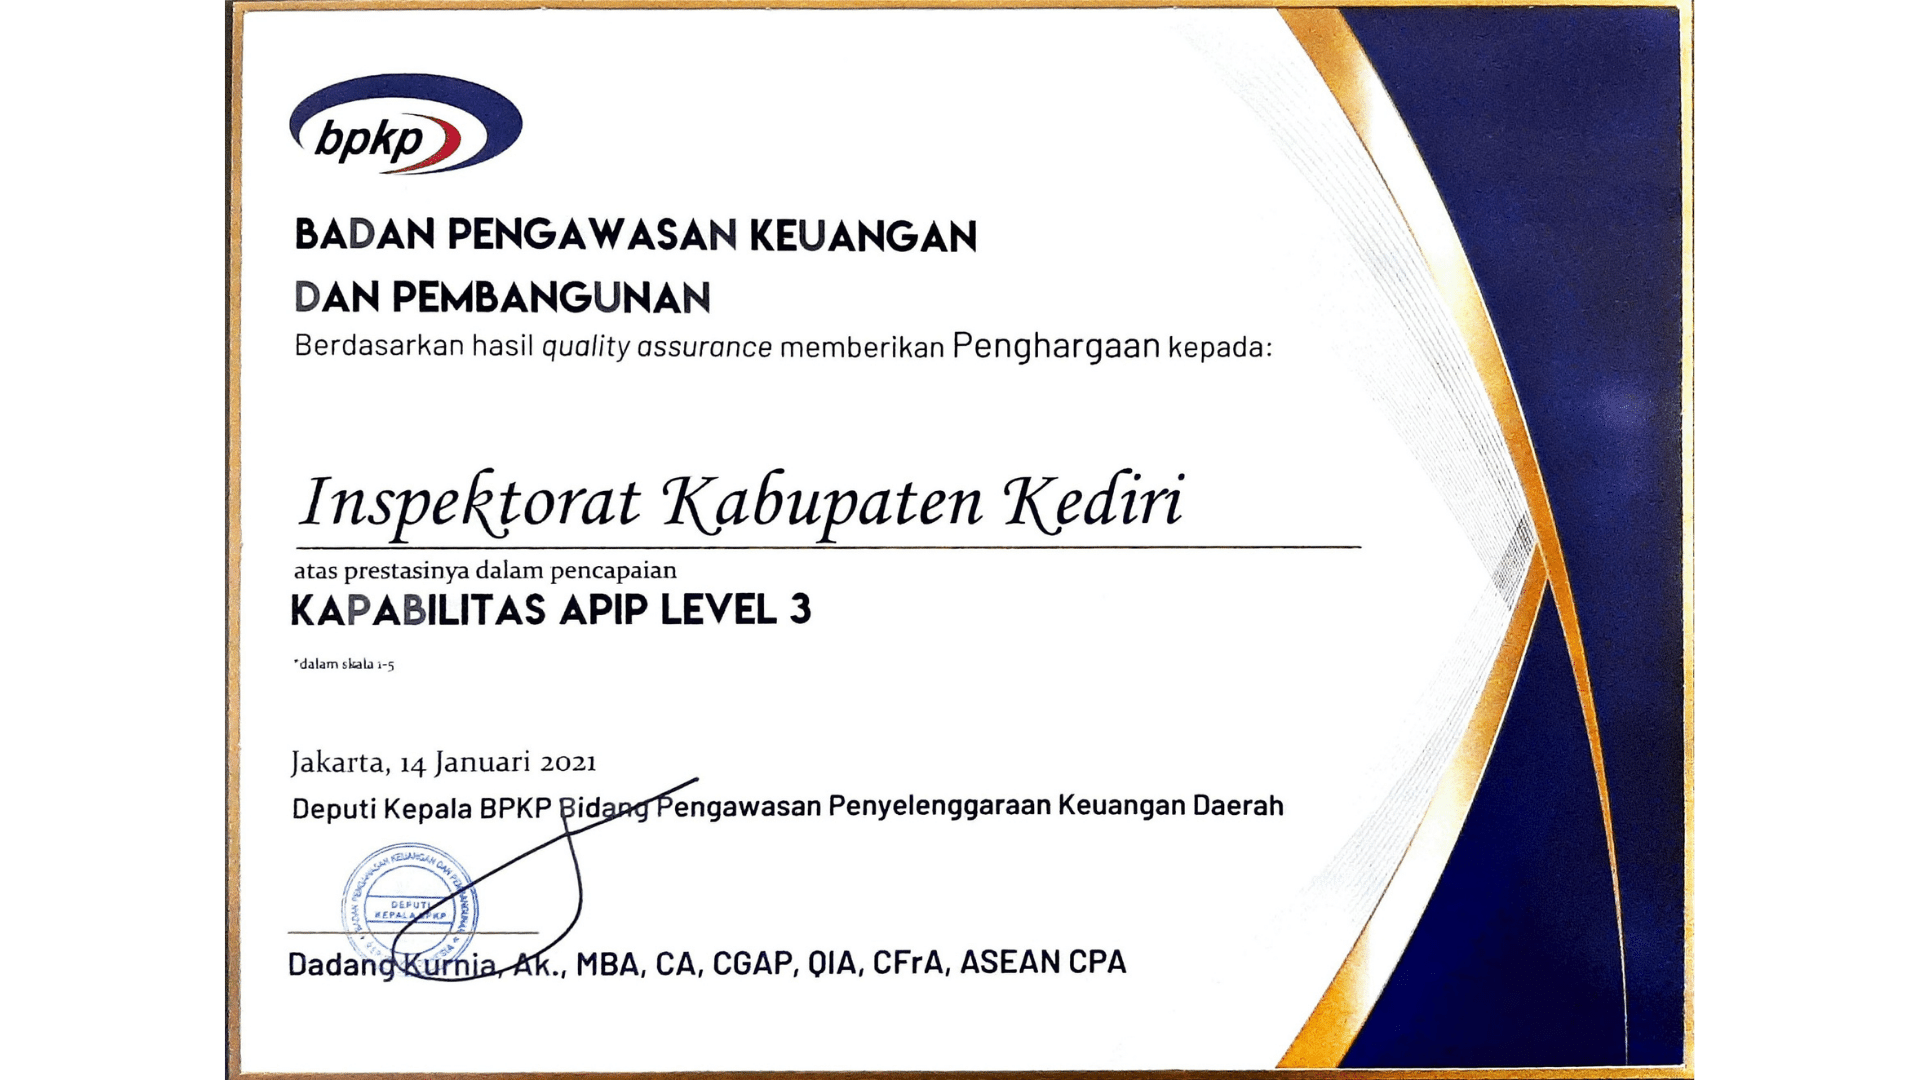 bpkp
BADAN PENGAWASAN KEUANGAN
DAN PEMBANGUNAN
Berdasarkan hasil quality assurance memberikan Penghargaan kepada:
Inspektorat Kabupaten Kediri
atas prestasinya dalam pencapaian
KAPABILITAS APIP LEVEL 3
*dalam skala 1-5
Jakarta, 14 Januari 2021
Deputi Kepala BPKP Bidang Pengawasan Penyelenggaraan Keuangan Daerah
BADAN PENGAWASAN KEUANGAN DAN PEMBANGUNAN
DEPUTI
KEPALA BPKP
Dadang Kurnia, Ak., MBA, CA, CGAP, QIA, CFrA, ASEAN CPA